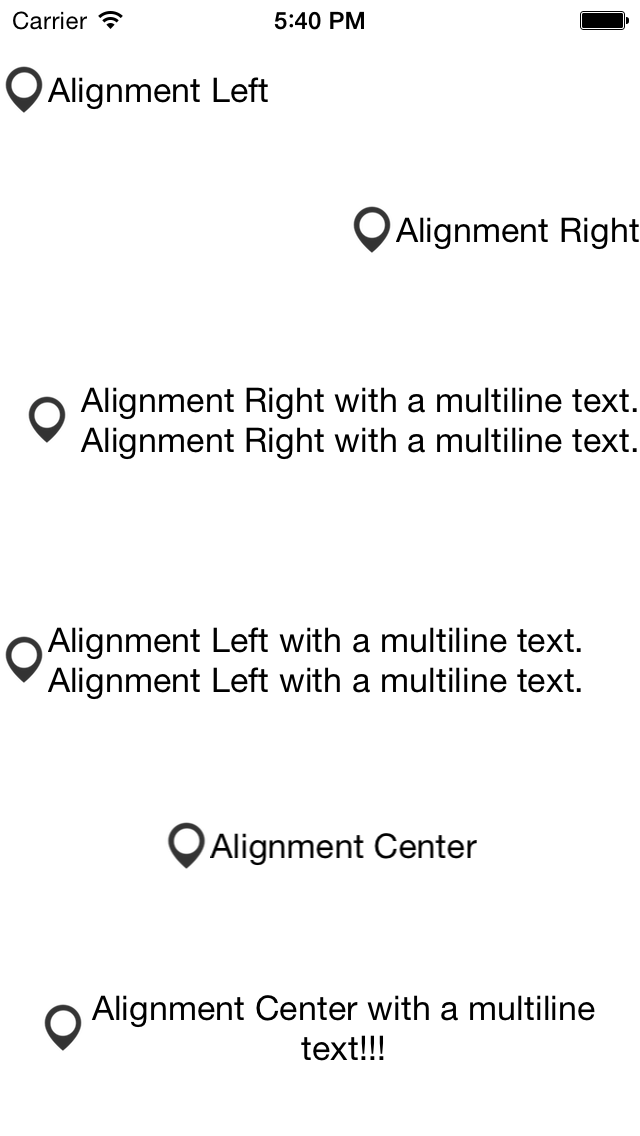 Carrier 5:40 PM
Alignment Left
Alignment Right
Alignment Right with a multiline text.
Alignment Right with a multiline text.
Alignment Left with a multiline text.
Alignment Left with a multiline text.
Alignment Center
Alignment Center with a multiline
text!!!